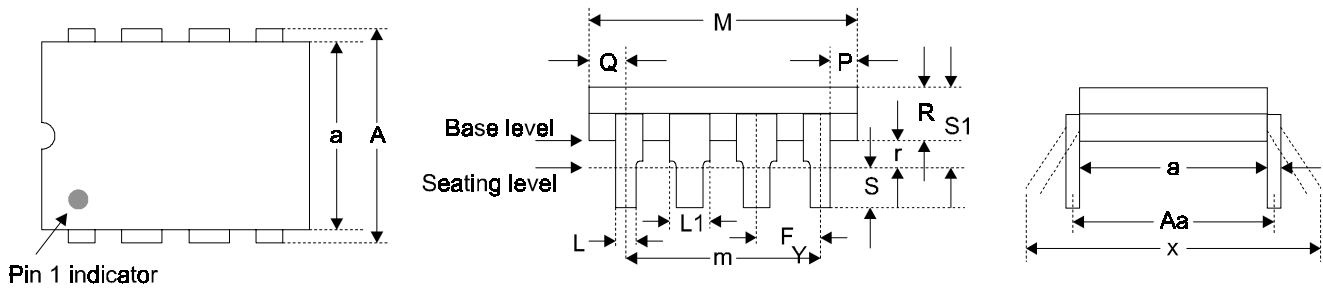 a
A
Pin 1 indicator
M
Q
P
Base level
Seating level
R
S1
r
S
L
L1
F
Y
m
a
Aa
x